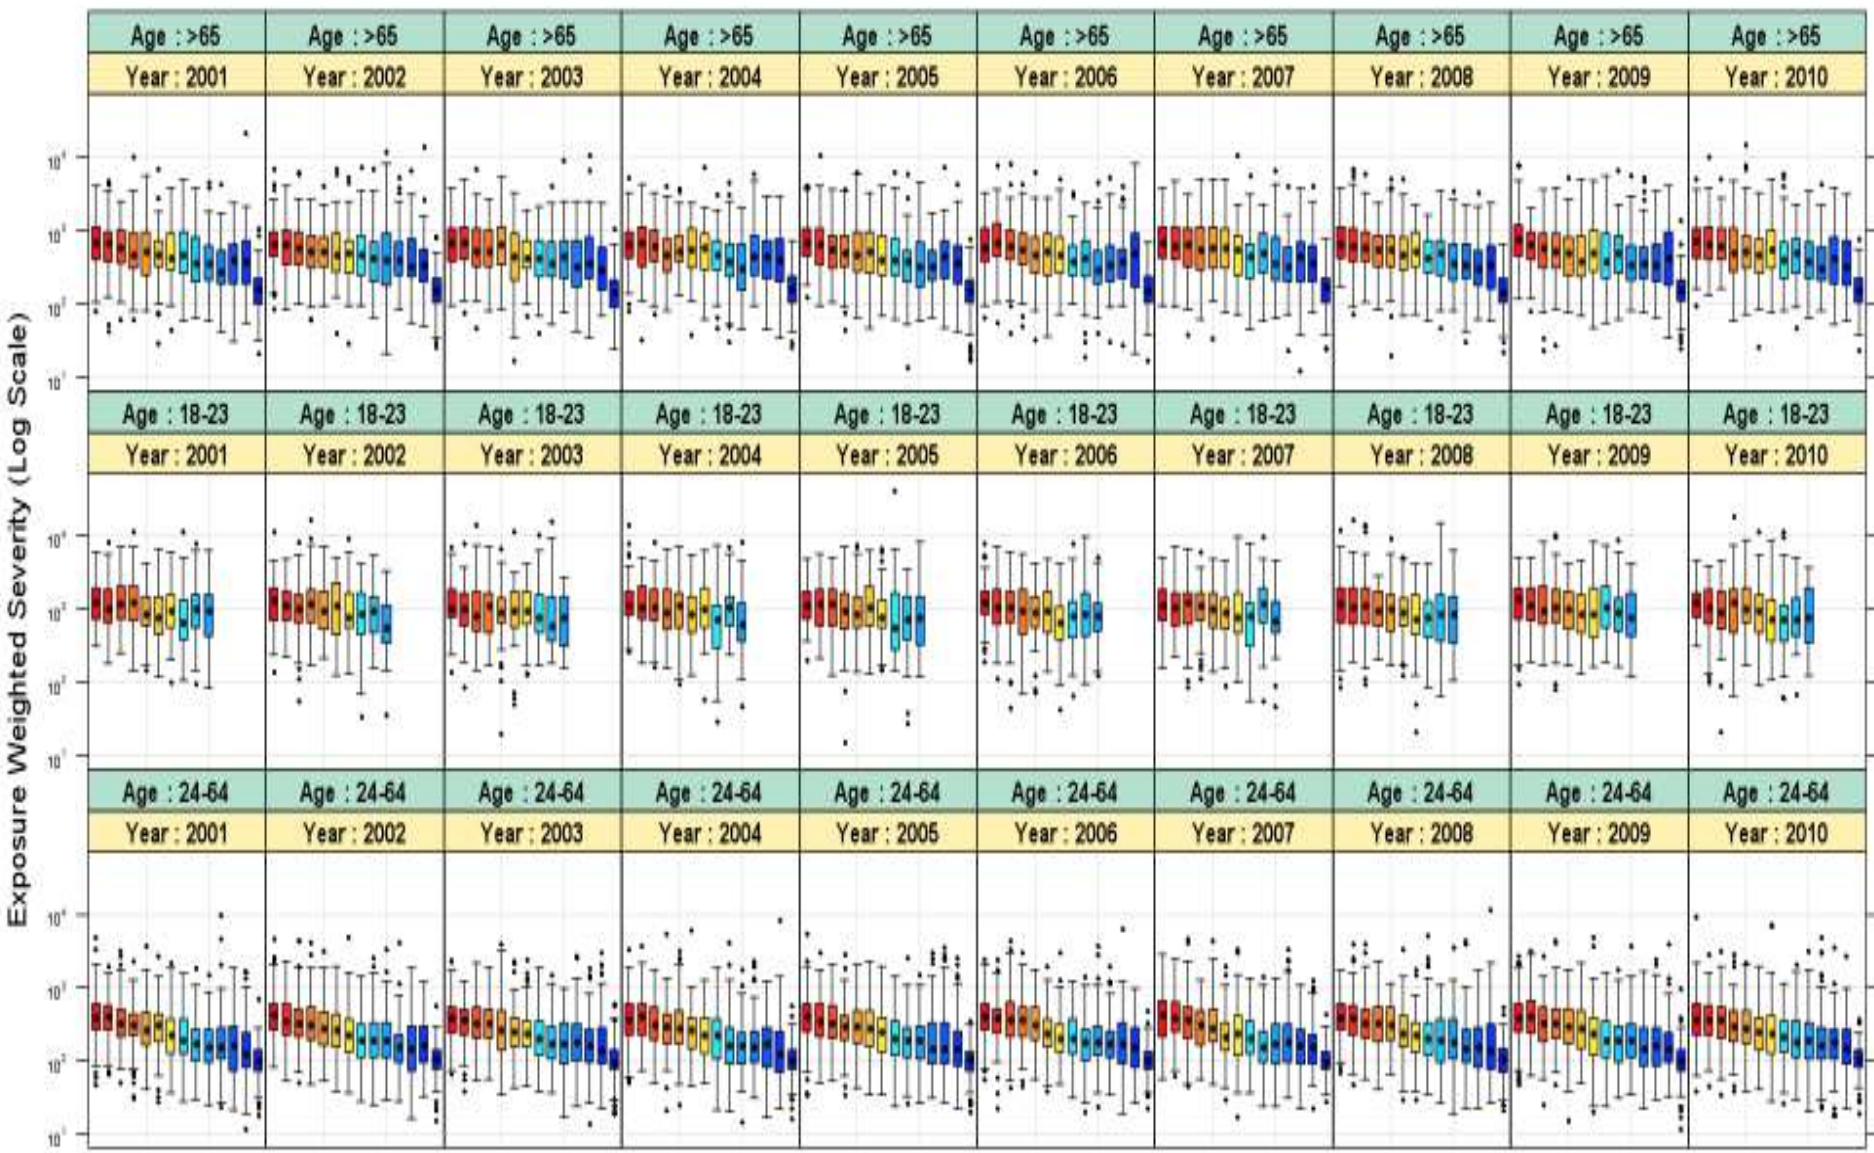 Exposure Weighted Severity (Log Scale)
Age : >65 Age : >65 Age : >65 Age : >65 Age : >65 Age : >65 Age : >65 Age : >65 Age : >65 Age : >65
Year : 2001 Year : 2002 Year : 2003 Year : 2004 Year : 2005 Year : 2006 Year : 2007 Year : 2008 Year : 2009 Year : 2010
Age : 18-23 Age : 18-23 Age : 18-23 Age : 18-23 Age : 18-23 Age : 18-23 Age : 18-23 Age : 18-23 Age : 18-23 Age : 18-23
Year : 2001 Year : 2002 Year : 2003 Year : 2004 Year : 2005 Year : 2006 Year : 2007 Year : 2008 Year : 2009 Year : 2010
Age : 24-64 Age : 24-64 Age : 24-64 Age : 24-64 Age : 24-64 Age : 24-64 Age : 24-64 Age : 24-64 Age : 24-64 Age : 24-64
Year : 2001 Year : 2002 Year : 2003 Year : 2004 Year : 2005 Year : 2006 Year : 2007 Year : 2008 Year : 2009 Year : 2010